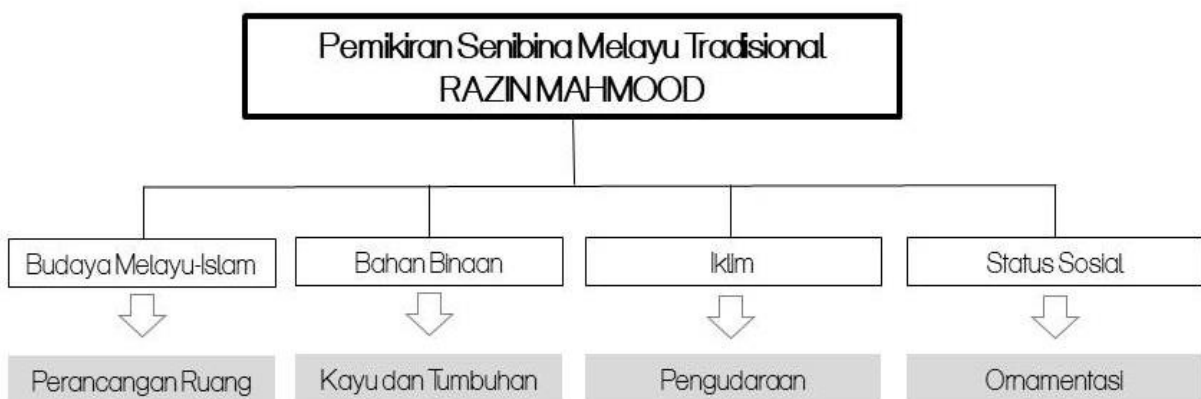 Pemikiran Senibina Melayu Tradisional
RAZIN MAHMOOD
Budaya Melayu-Islam
Bahan Binaan
Iklim
Status Sosial
Perancangan Ruang
Kayu dan Tumbuhan
Pengudaraan
Ornamentasi